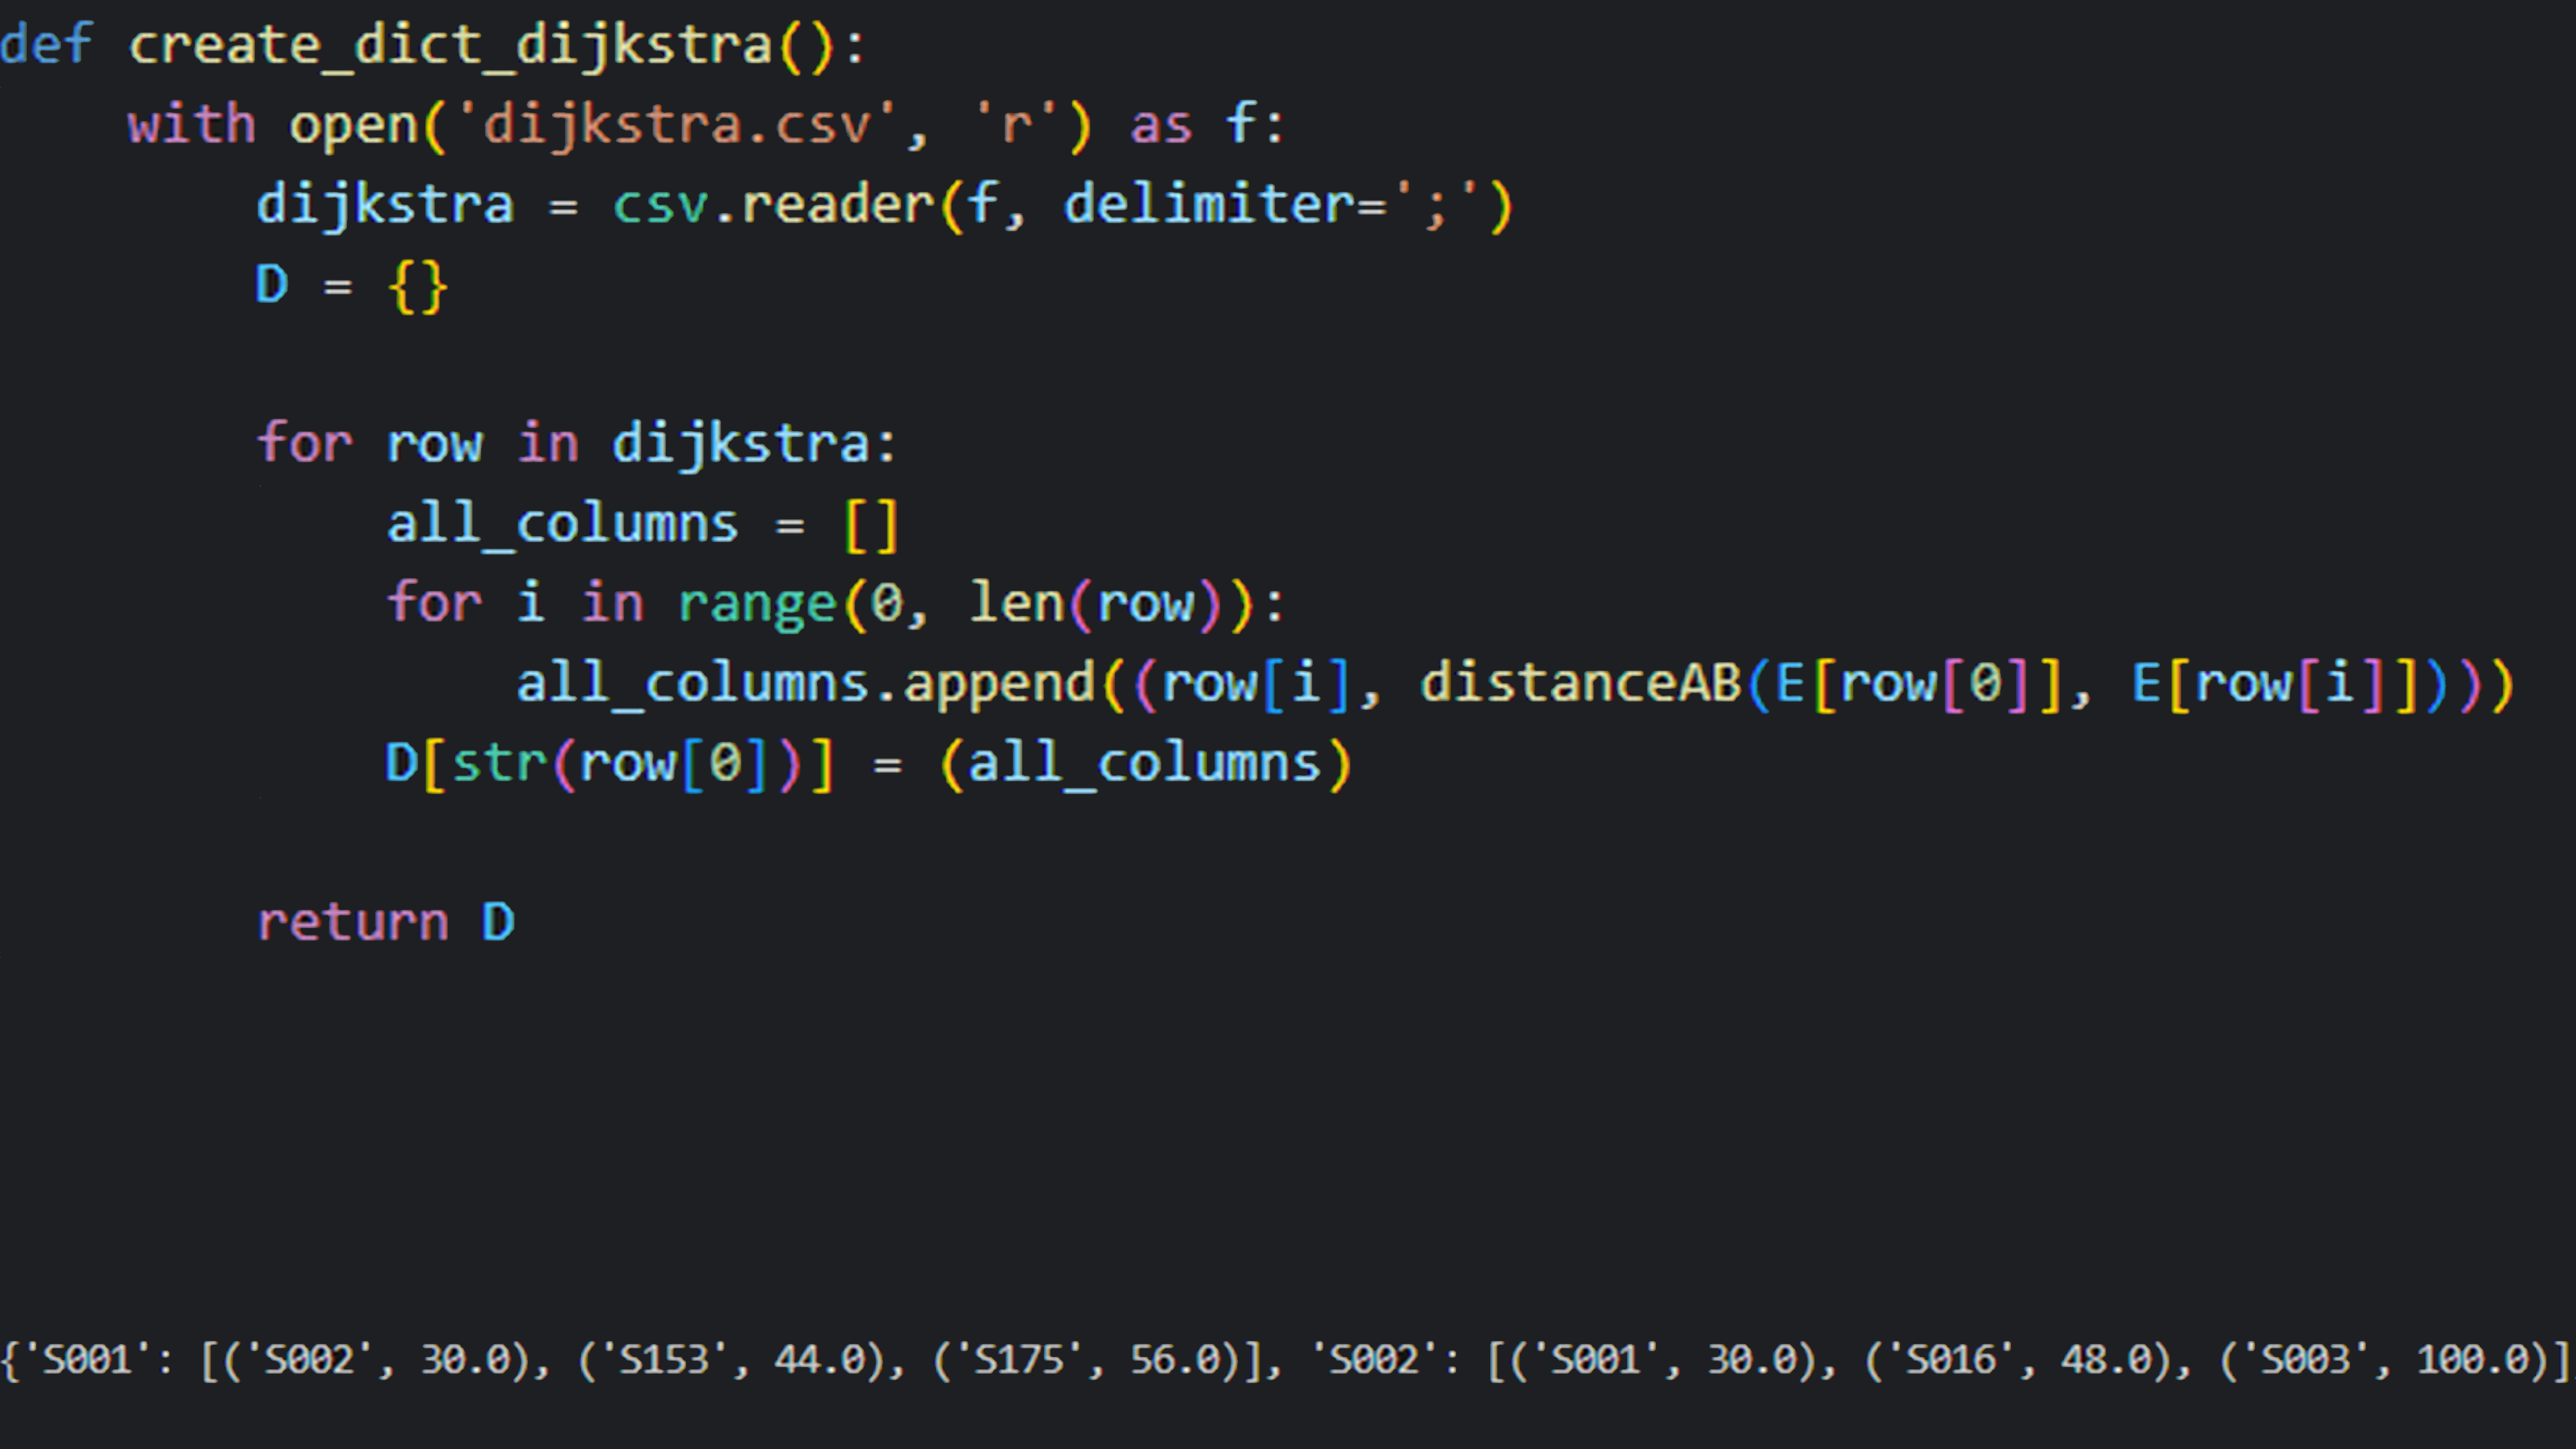 def create_dict_dijkstra():
    with open('dijkstra.csv', 'r') as f:
        dijkstra = csv.reader(f, delimiter=';')
        D = {}
        for row in dijkstra:
            all_columns = []
            for i in range(0, len(row)):
                all_columns.append((row[i], distanceAB(E[row[0]], E[row[i]])))
            D[str(row[0])] = (all_columns)
        return D
{'S001': [('S002', 30.0), ('S153', 44.0), ('S175', 56.0)], 'S002': [('S001', 30.0), ('S016', 48.0), ('S003', 100.0)]